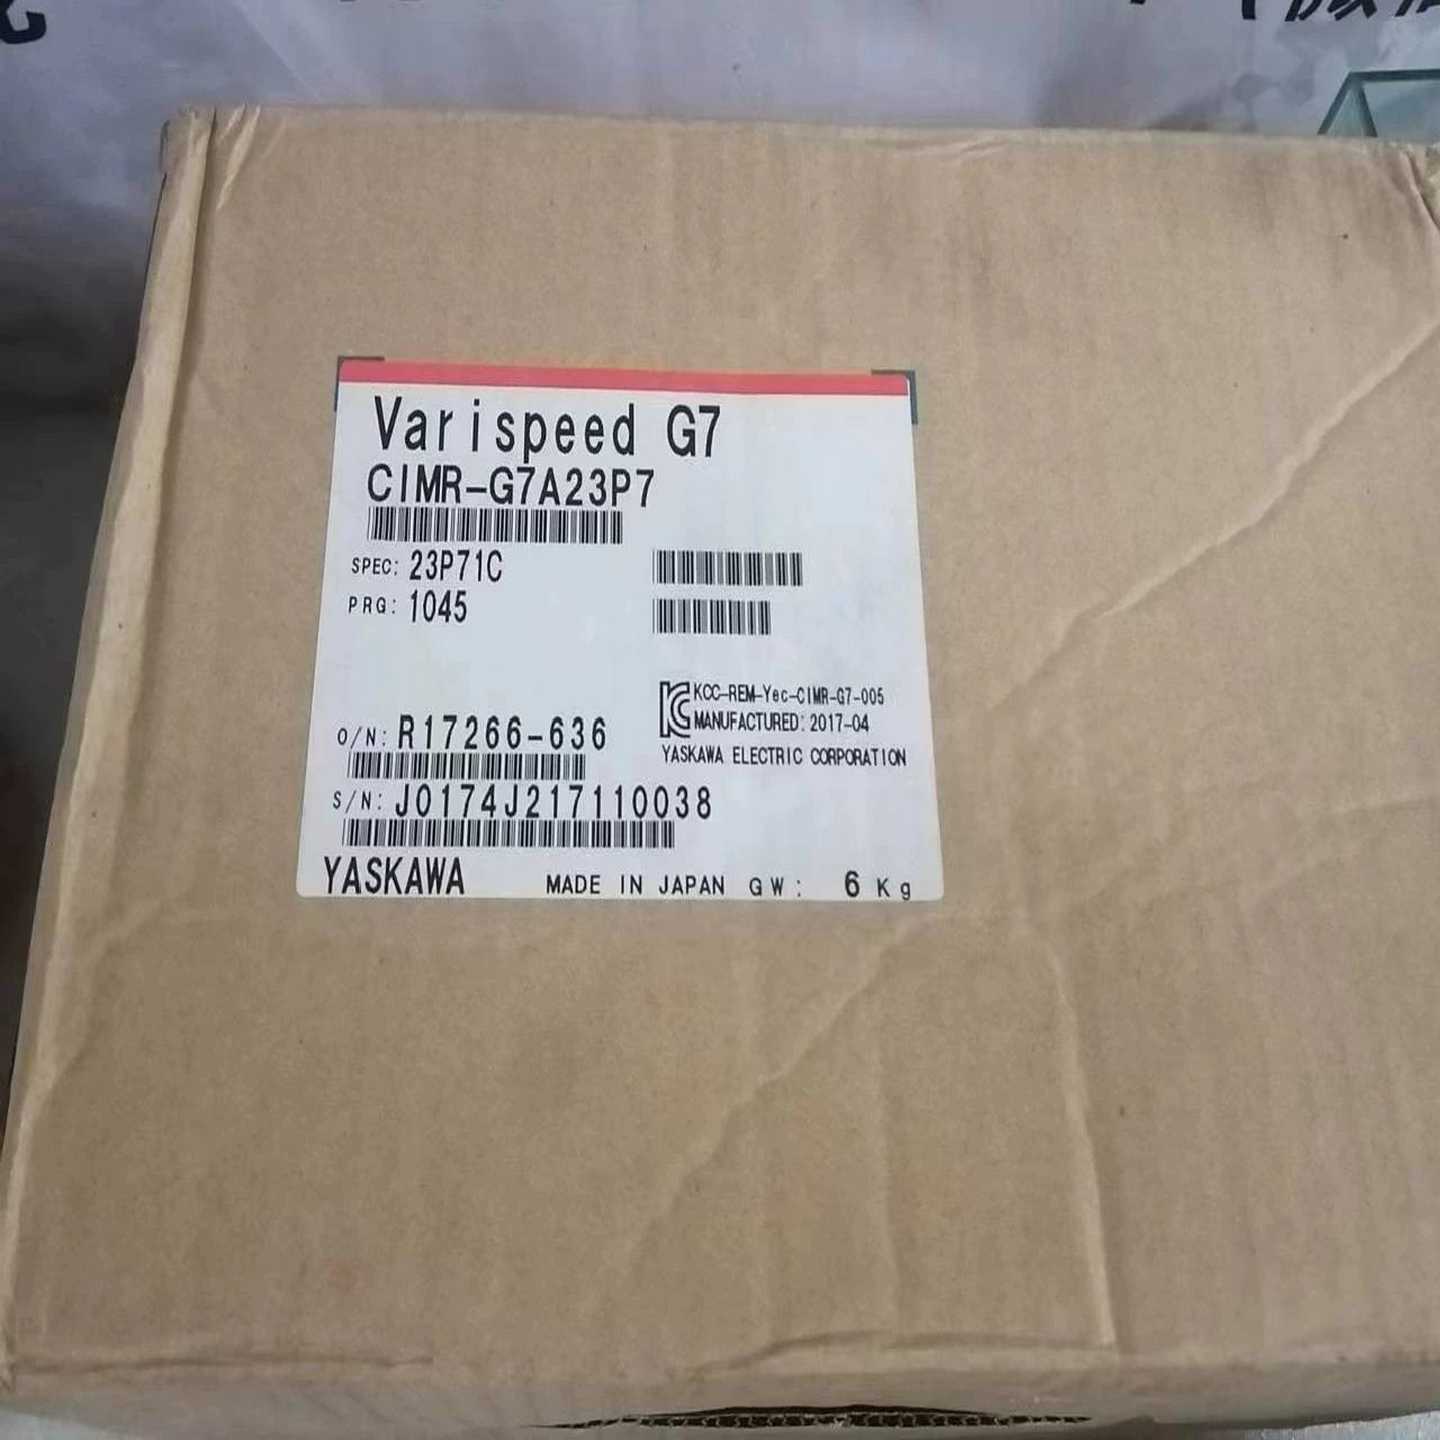 Varispeed G7
CIMR-G7A23P7
SPEC: 23P71C
PRG: 1045
KCC-REM-Yec-CIMR-G7-005
MANUFACTURED: 2017-04
O/N: R17266-636
YASKAWA ELECTRIC CORPORATION
S/N: J0174J217110038
YASKAWA MADE IN JAPAN GW: 6 Kg